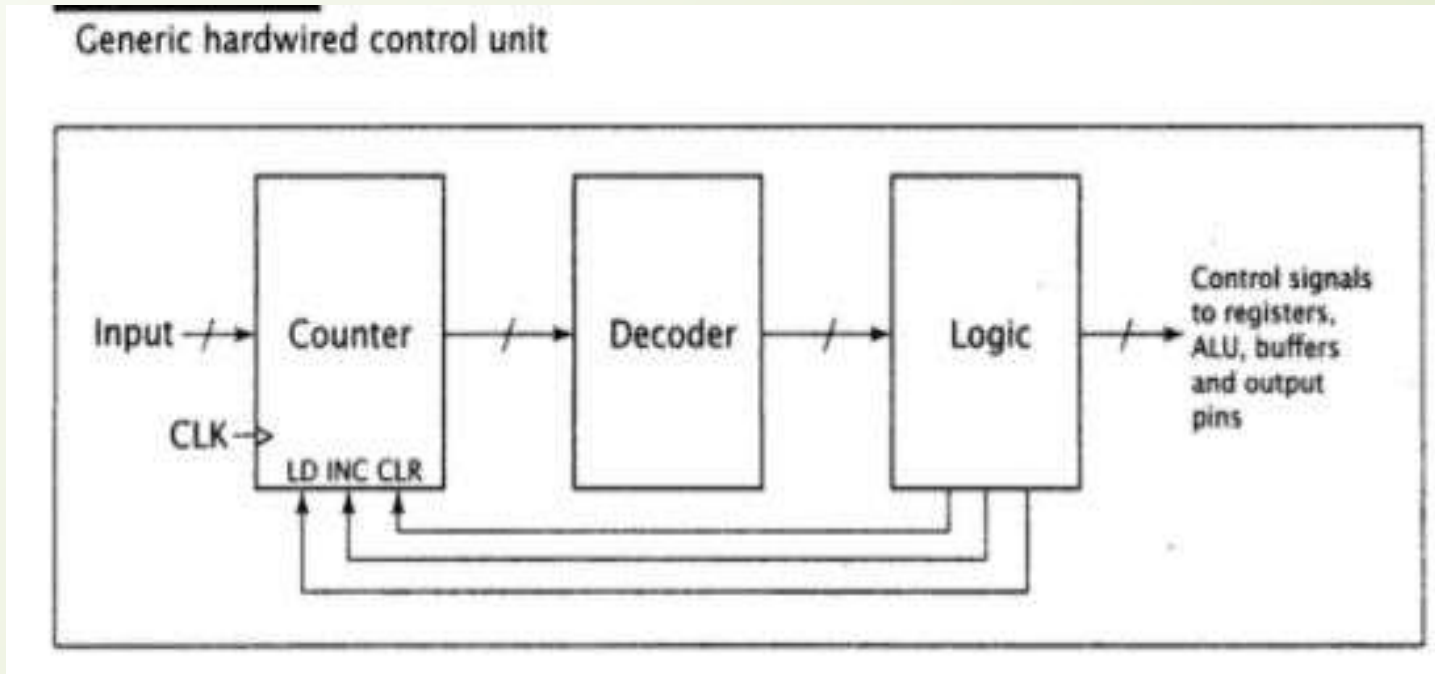 Generic hardwired control unit
Input
Counter
Decoder
Logic
Control signals
to registers,
ALU, buffers
and output
pins
CLK
LD INC CLR